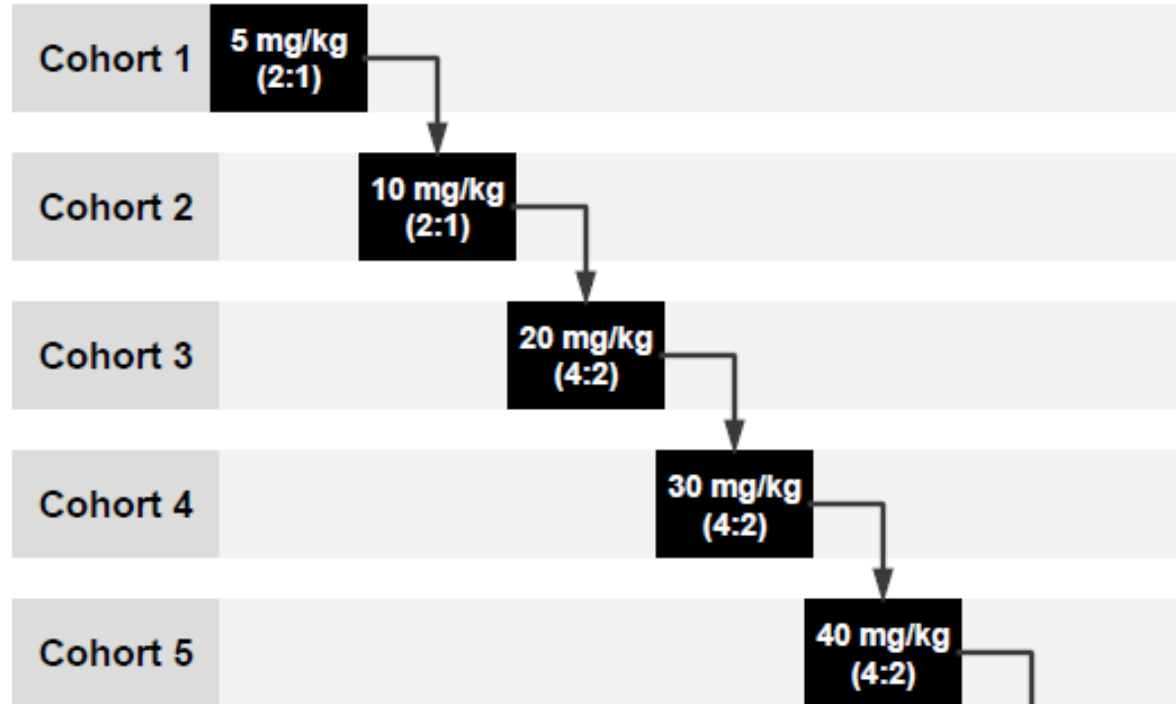 Cohort 1
5 mg/kg
(2:1)
Cohort 2
10 mg/kg
(2:1)
Cohort 3
20 mg/kg
(4:2)
Cohort 4
30 mg/kg
(4:2)
Cohort 5
40 mg/kg
(4:2)